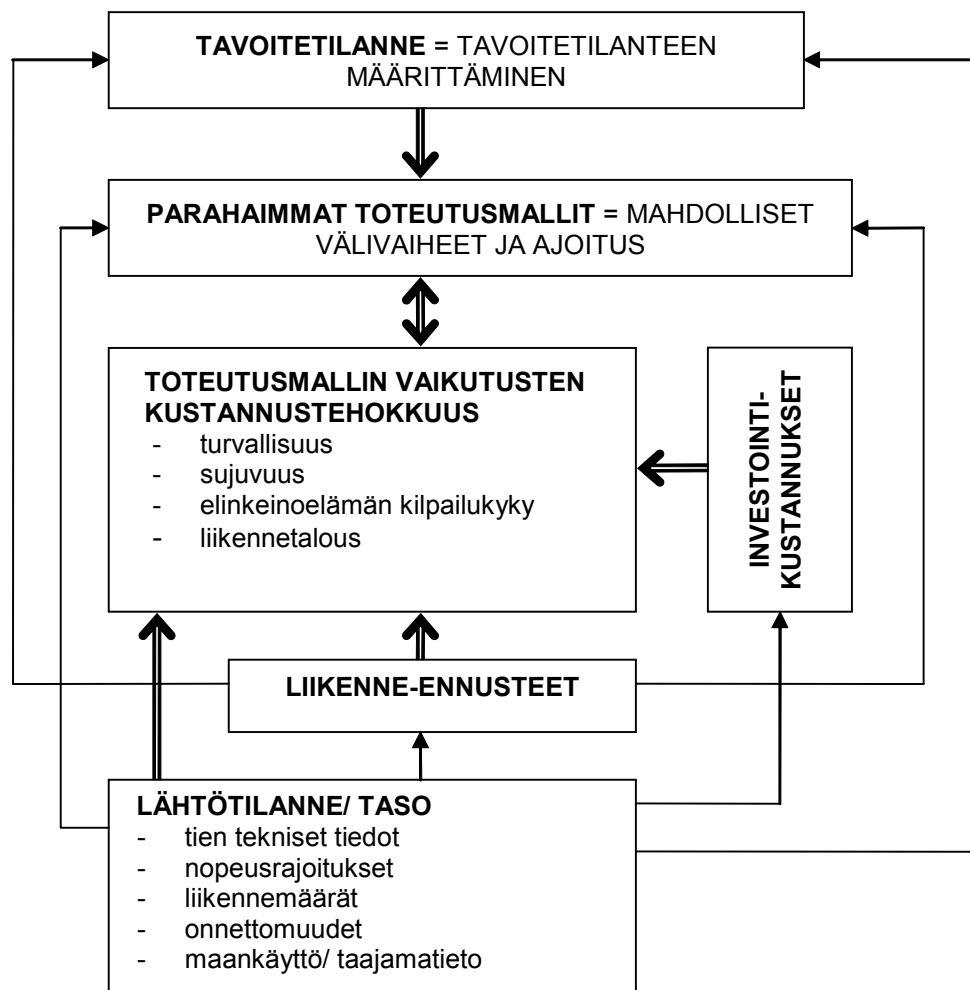 TAVOITETILANNE = TAVOITETILANTEEN
MÄÄRITTÄMINEN
PARAHAIMMAT TOTEUTUSMALLIT = MAHDOLLISET
VÄLIVAIHEET JA AJOITUS
TOTEUTUSMALLIN VAIKUTUSTEN
KUSTANNUSTEHOKKUUS
- turvallisuus
- sujuvuus
- elinkeinoelämän kilpailukyky
- liikennetalous
INVESTOINTI-
KUSTANNUKSET
LIIKENNE-ENNUSTEET
LÄHTÖTILANNE/ TASO
- tien tekniset tiedot
- nopeusrajoitukset
- liikennemäärät
- onnettomuudet
- maankäyttö/ taajamatieto